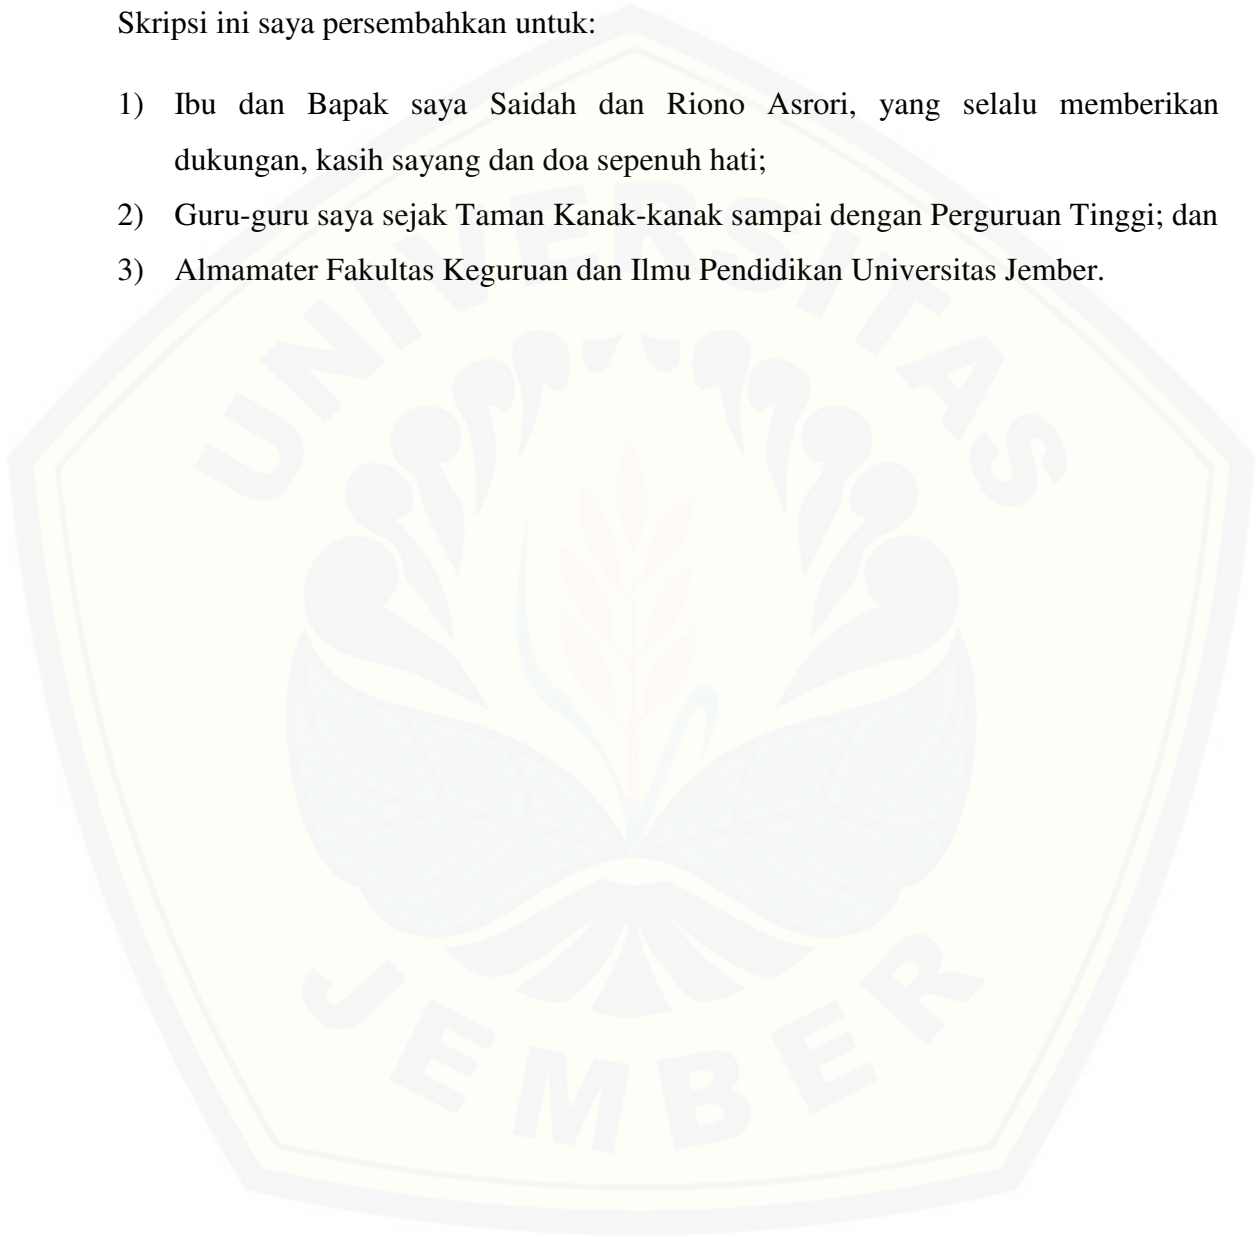 Skripsi ini saya persembahkan untuk:
1) Ibu dan Bapak saya Saidah dan Riono Asrori, yang selalu memberikan
dukungan, kasih sayang dan doa sepenuh hati;
2) Guru-guru saya sejak Taman Kanak-kanak sampai dengan Perguruan Tinggi; dan
3) Almamater Fakultas Keguruan dan Ilmu Pendidikan Universitas Jember.
UNIVERSITAS
JEMBER